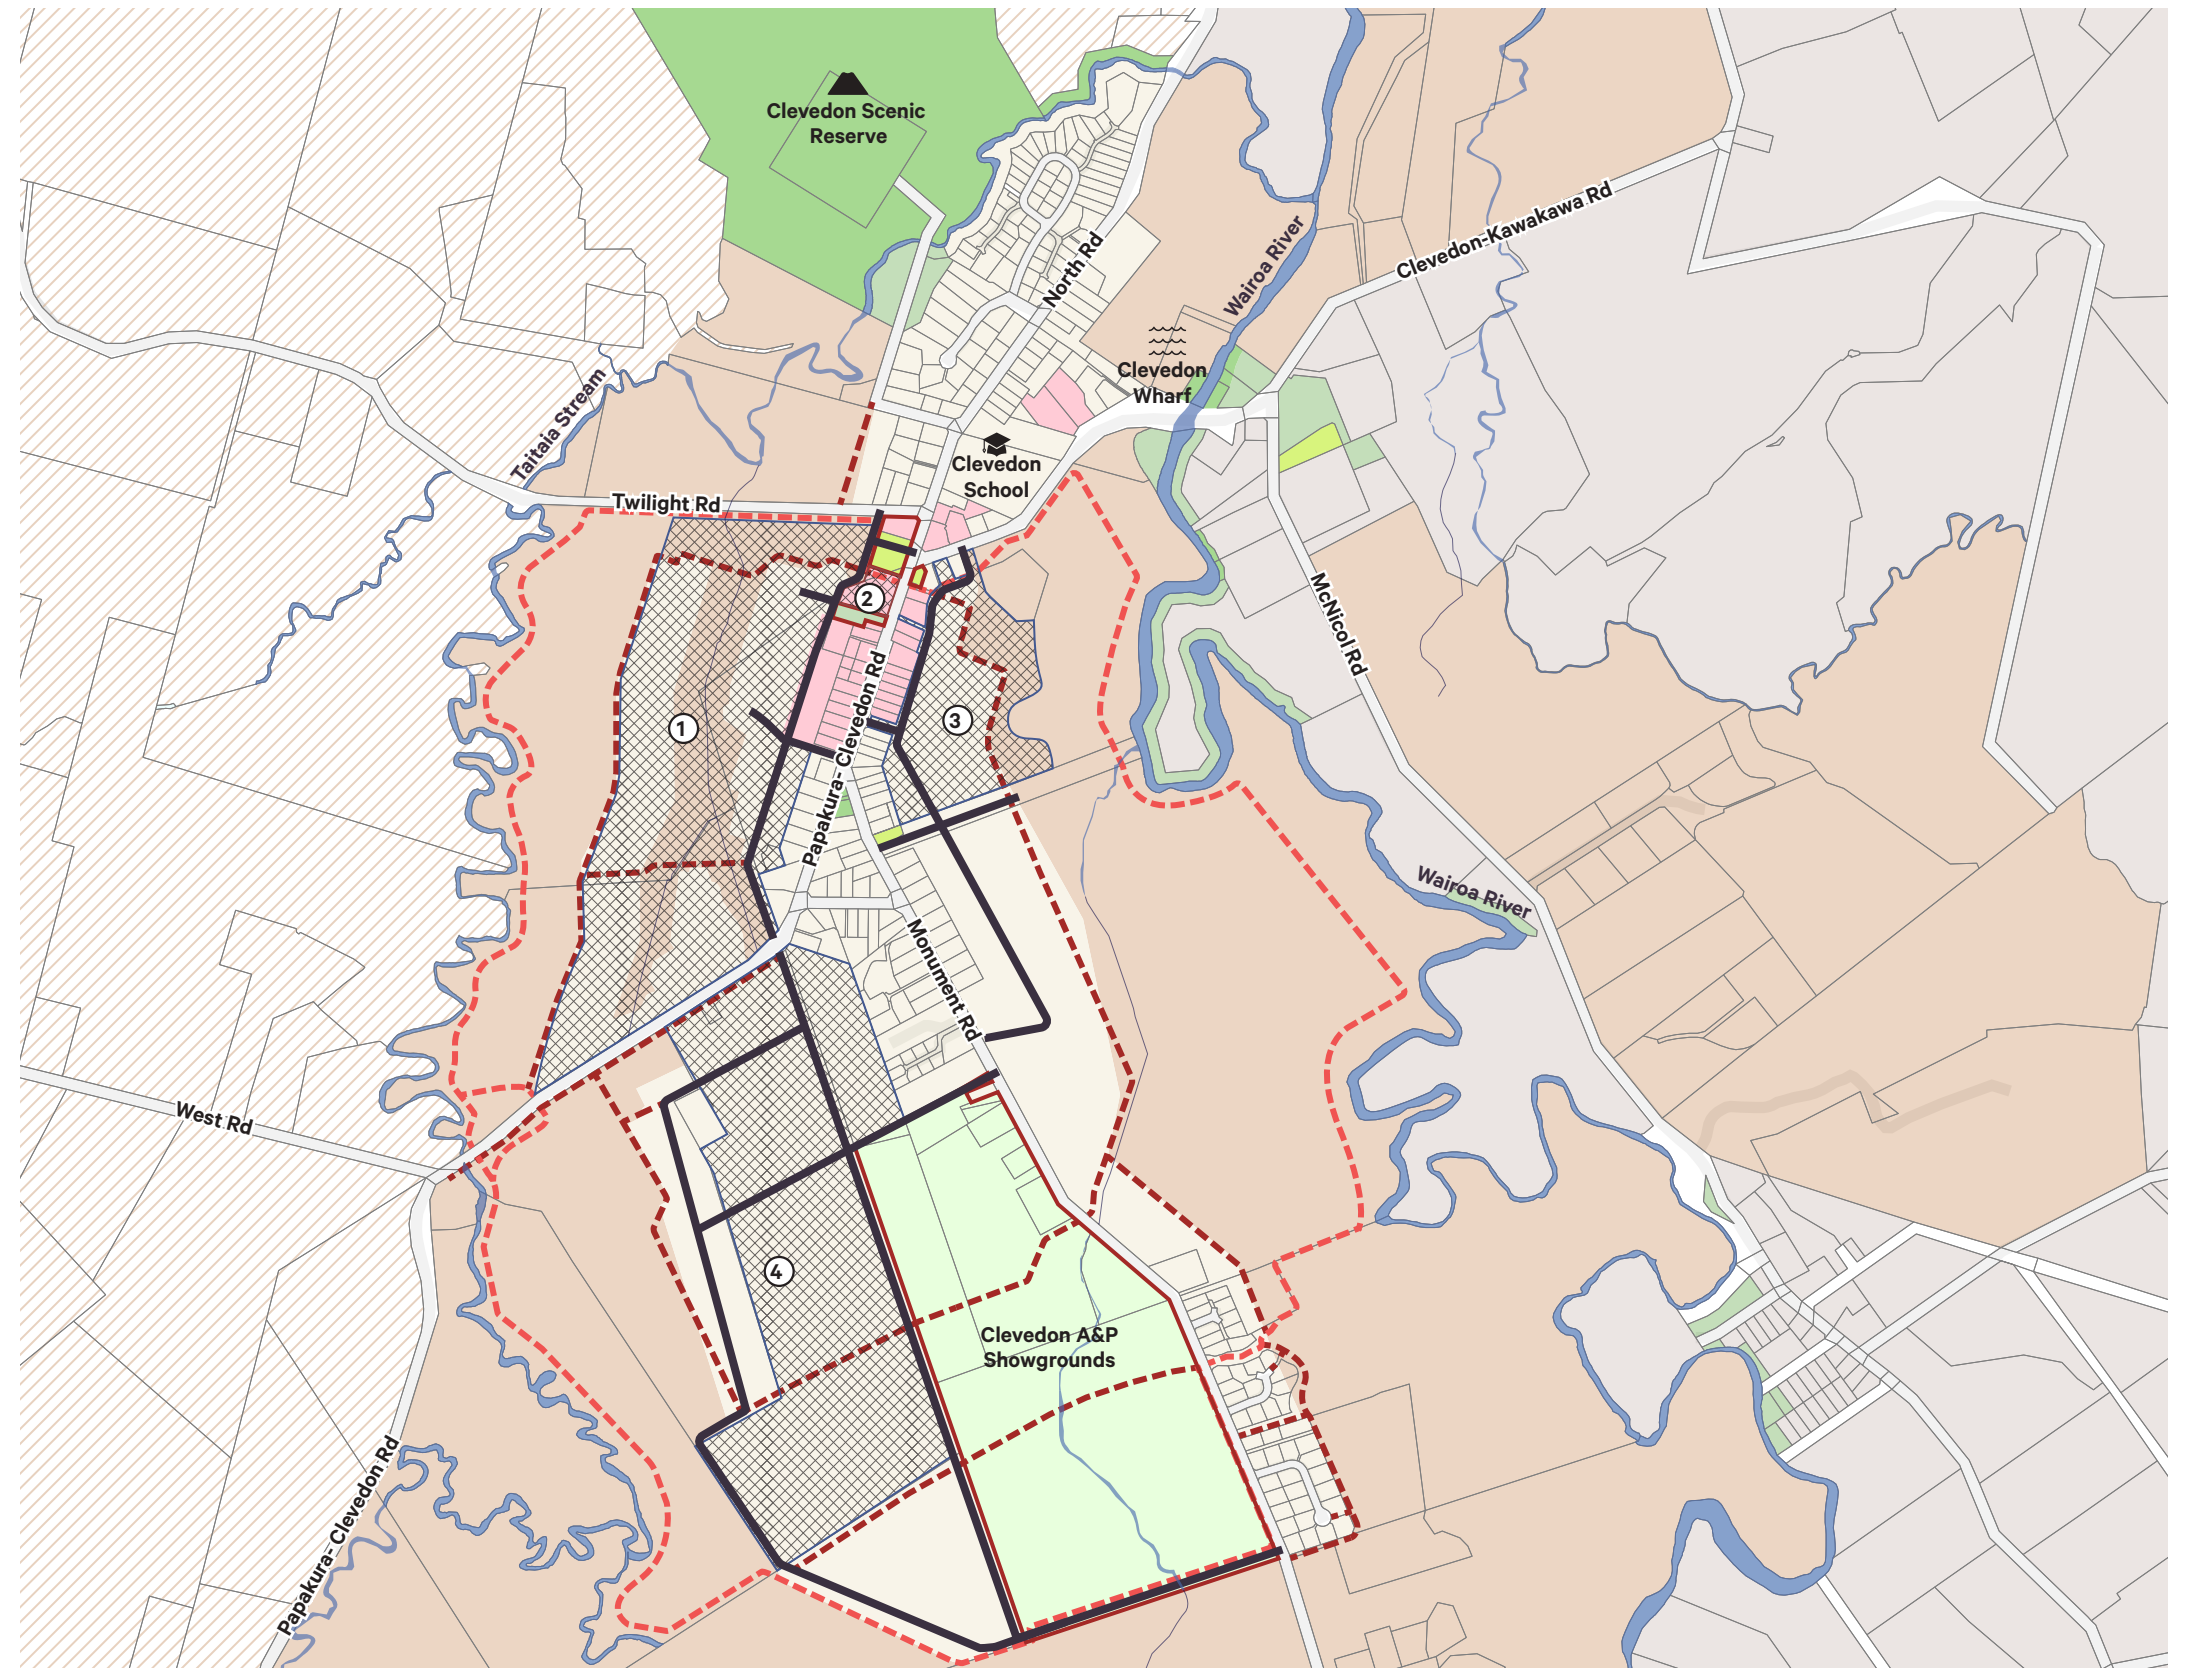 Clevedon Scenic
Reserve
North Rd
Wairoa River
Clevedon-Kawakawa Rd
Clevedon
Wharf
Taitaia Stream
Clevedon
School
Twilight Rd
2
McNicol Rd
1
3
Papakura- Clevedon Rd
Wairoa River
Monument Rd
West Rd
4
Clevedon A&P
Showgrounds
Papakura- Clevedon Rd